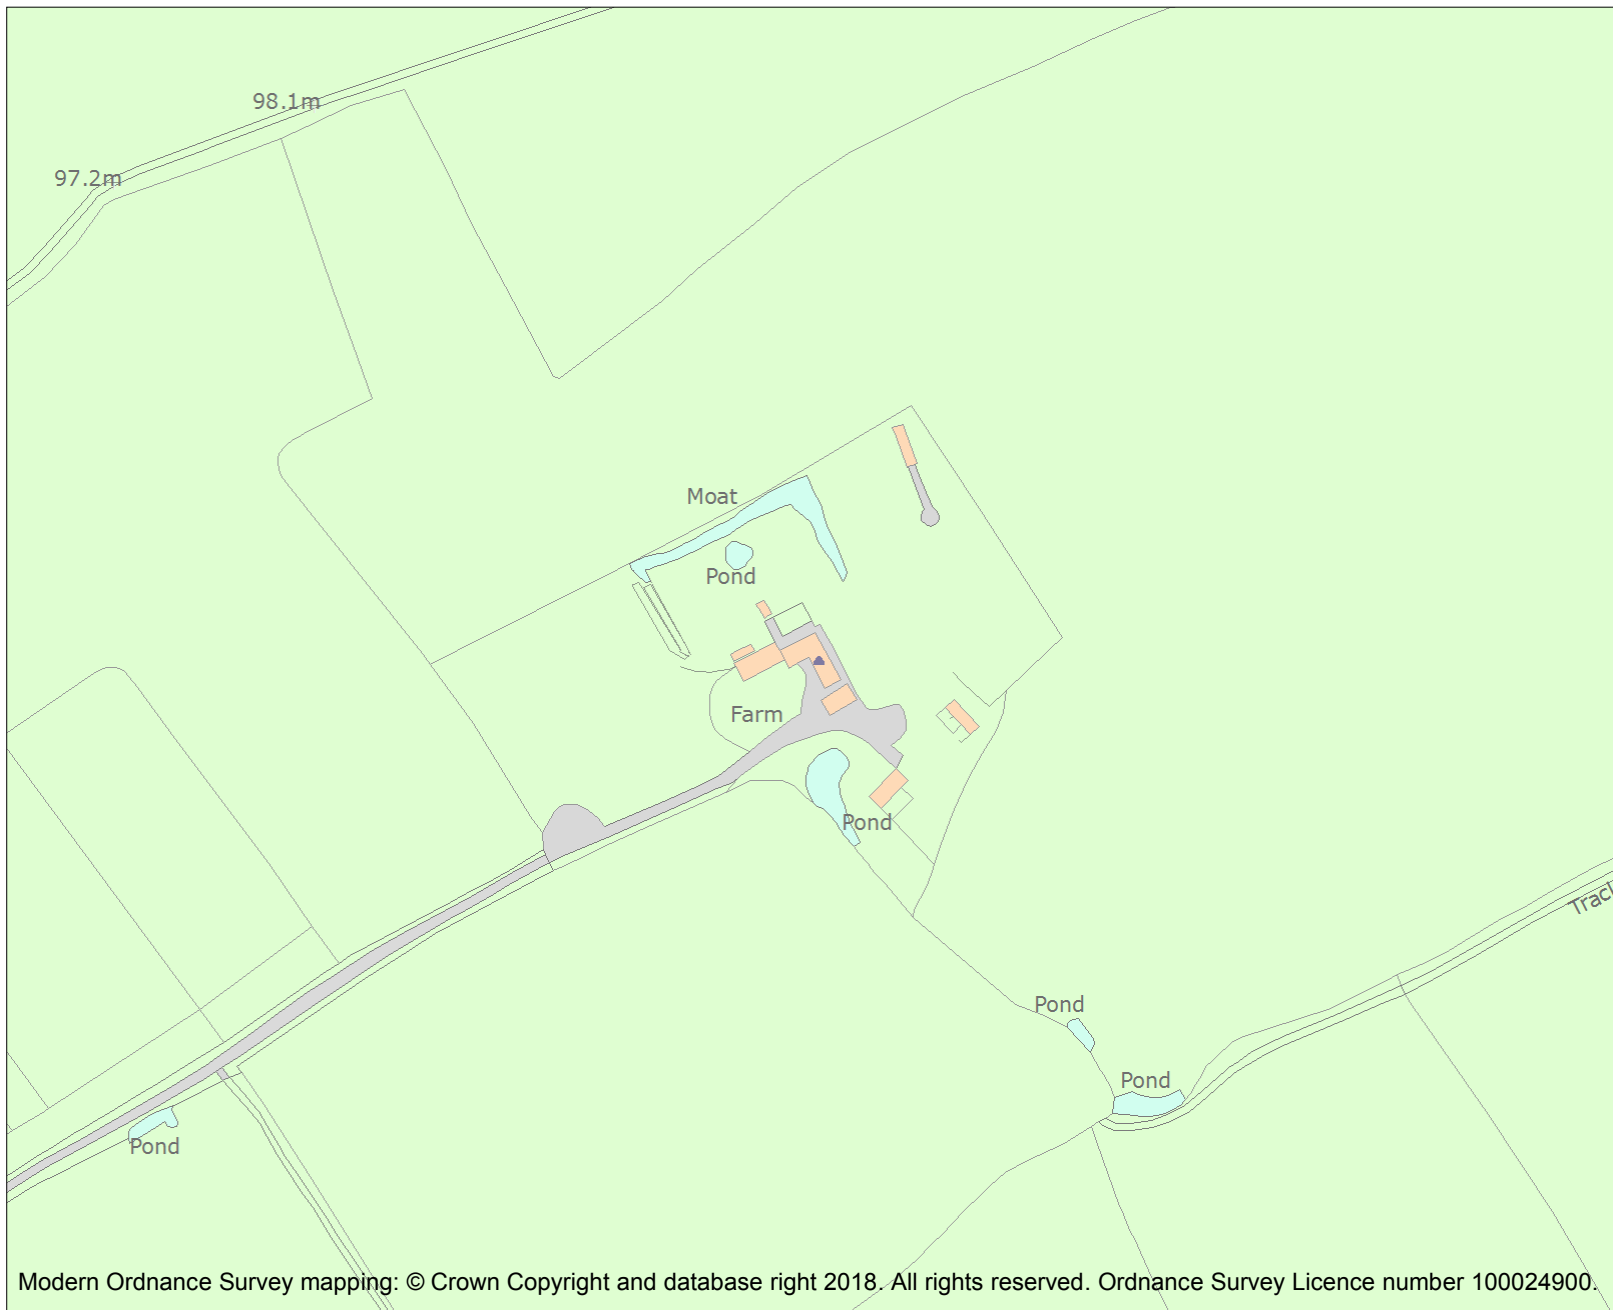 98.1m
97.2m
Moat
Pond
Farm
Pond
Pond
Pond
Pond
Modern Ordnance Survey mapping: © Crown Copyright and database right 2018. All rights reserved. Ordnance Survey Licence number 100024900.